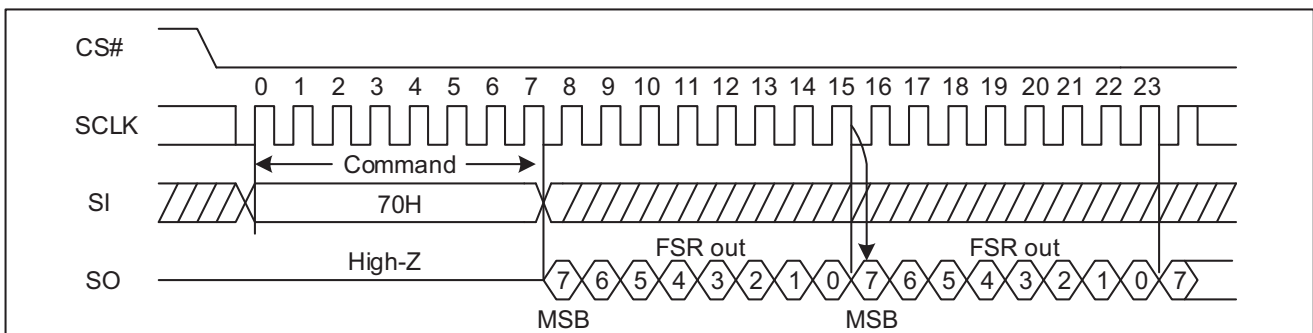 CS#
0 1 2 3 4 5 6 7 8 9 10 11 12 13 14 15 16 17 18 19 20 21 22 23
SCLK
Command
SI
70H
FSR out FSR out
High-Z
SO
7 6 5 4 3 2 1 0 7 6 5 4 3 2 1 0 7
MSB MSB